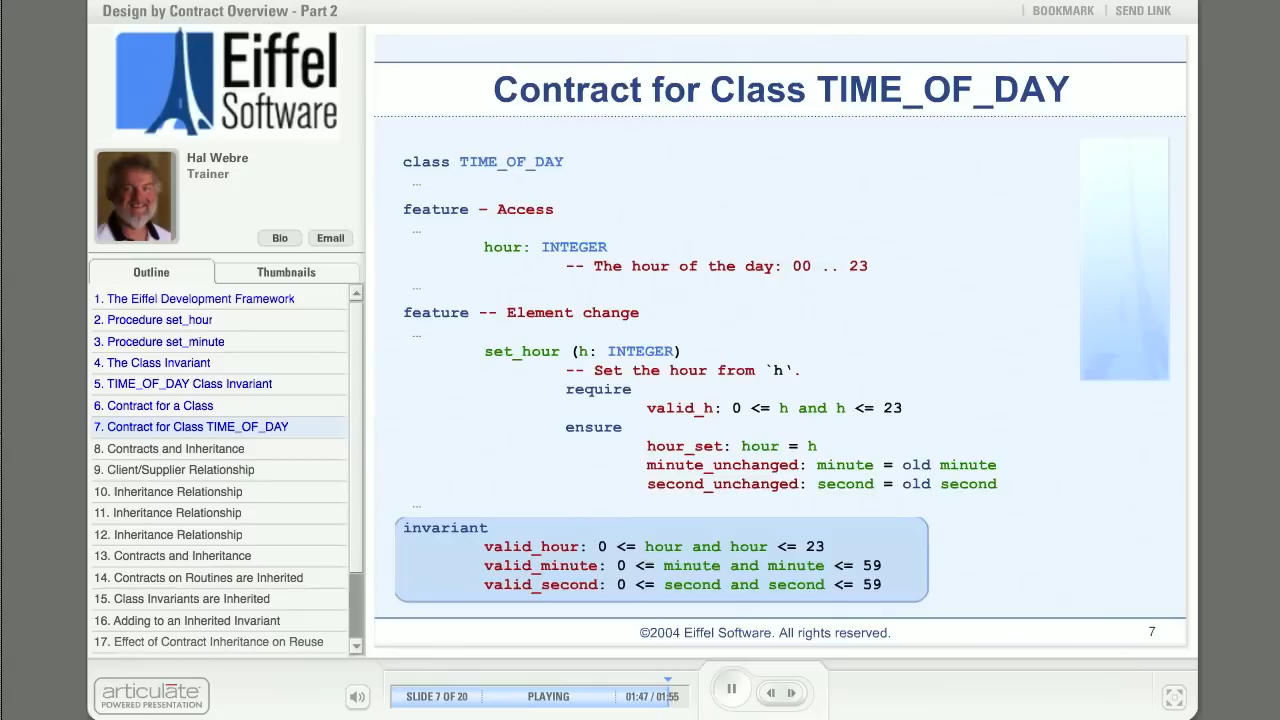 Design by Contract Overview - Part 2
BOOKMARK
SEND LINK
Eiffel
Software
Hal Webre
Trainer
Bio
Email
Outline
Thumbnails
1. The Eiffel Development Framework
2. Procedure set_hour
3. Procedure set_minute
4. The Class Invariant
5. TIME_OF_DAY Class Invariant
6. Contract for a Class
7. Contract for Class TIME_OF_DAY
8. Contracts and Inheritance
9. Client/Supplier Relationship
10. Inheritance Relationship
11. Inheritance Relationship
12. Inheritance Relationship
13. Contracts and Inheritance
14. Contracts on Routines are Inherited
15. Class Invariants are Inherited
16. Adding to an Inherited Invariant
17. Effect of Contract Inheritance on Reuse
Contract for Class TIME_OF_DAY
class TIME_OF_DAY
…
feature – Access
…
hour: INTEGER
-- The hour of the day: 00 .. 23
…
feature -- Element change
…
set_hour (h: INTEGER)
-- Set the hour from `h‘.
require
valid_h: 0 <= h and h <= 23
ensure
hour_set: hour = h
minute_unchanged: minute = old minute
second_unchanged: second = old second
…
invariant
valid_hour: 0 <= hour and hour <= 23
valid_minute: 0 <= minute and minute <= 59
valid_second: 0 <= second and second <= 59
©2004 Eiffel Software. All rights reserved.
7
articulate
POWERED PRESENTATION
SLIDE 7 OF 20
PLAYING
01:47 / 01:55